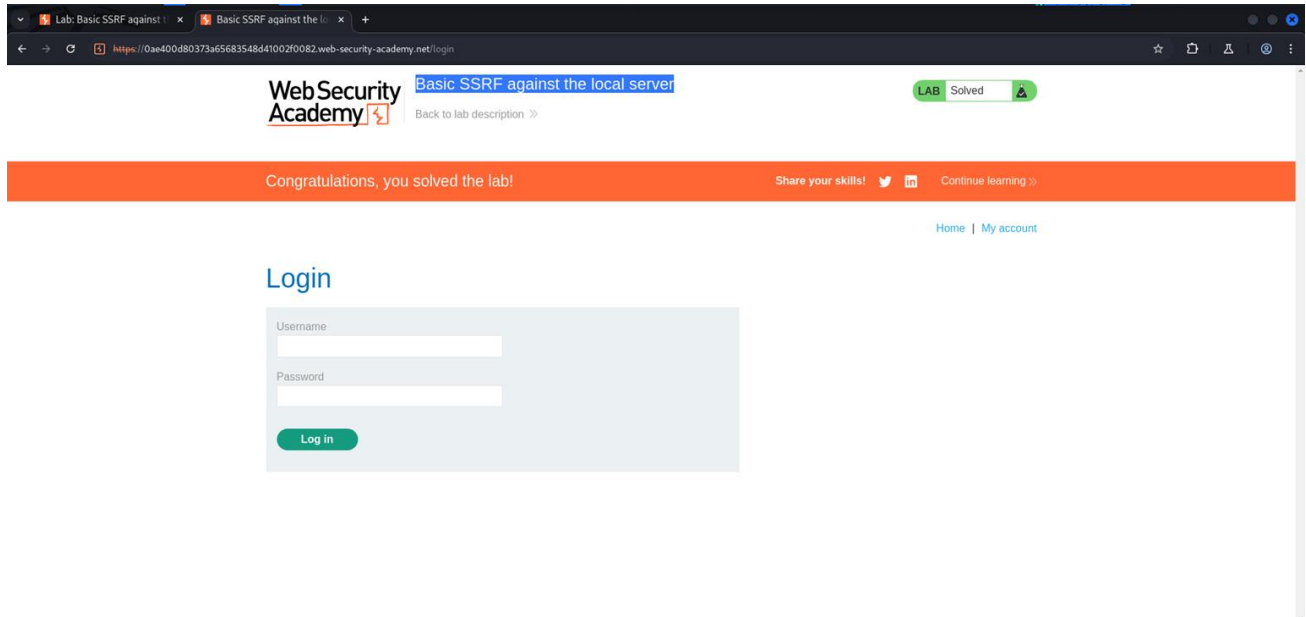 Lab: Basic SSRF against t
Basic SSRF against the lo
https://0ae400d80373a65683548d41002f0082.web-security-academy.net/login
Web Security
Academy
Basic SSRF against the local server
Back to lab description
LAB Solved
Congratulations, you solved the lab!
Share your skills!
Continue learning
Home | My account
Login
Username
Password
Log in